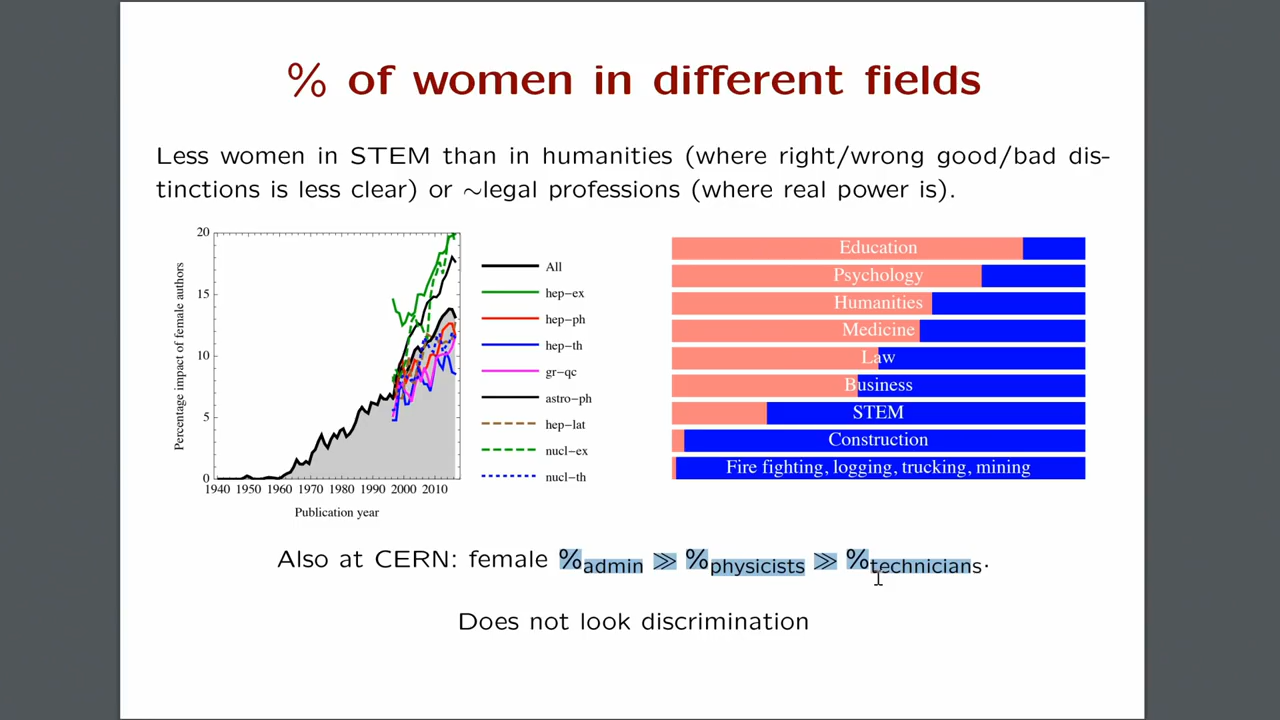 % of women in different fields
Less women in STEM than in humanities (where right/wrong good/bad dis-
tinctions is less clear) or ~legal professions (where real power is).
20
15
10
5
0
Percentage impact of female authors
1940 1950 1960 1970 1980 1990 2000 2010
Publication year
All
hep-ex
hep-ph
hep-th
gr-qc
astro-ph
hep-lat
nucl-ex
nucl-th
Education
Psychology
Humanities
Medicine
Law
Business
STEM
Construction
Fire fighting, logging, trucking, mining
Also at CERN: female %admin ≫ %physicists ≫ %technicians.
Does not look discrimination